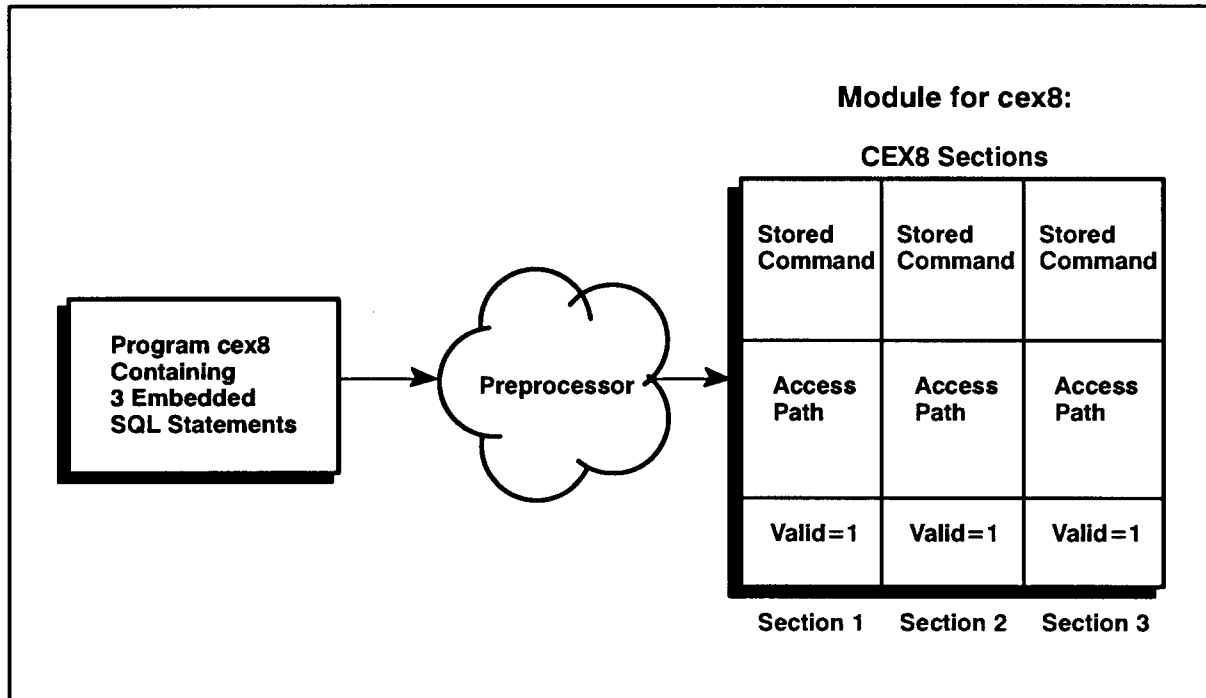 Module for cex8:
CEX8 Sections
Stored Command
Stored Command
Stored Command
Program cex8
Containing
3 Embedded
SQL Statements
Preprocessor
Access Path
Access Path
Access Path
Valid=1
Valid=1
Valid=1
Section 1
Section 2
Section 3